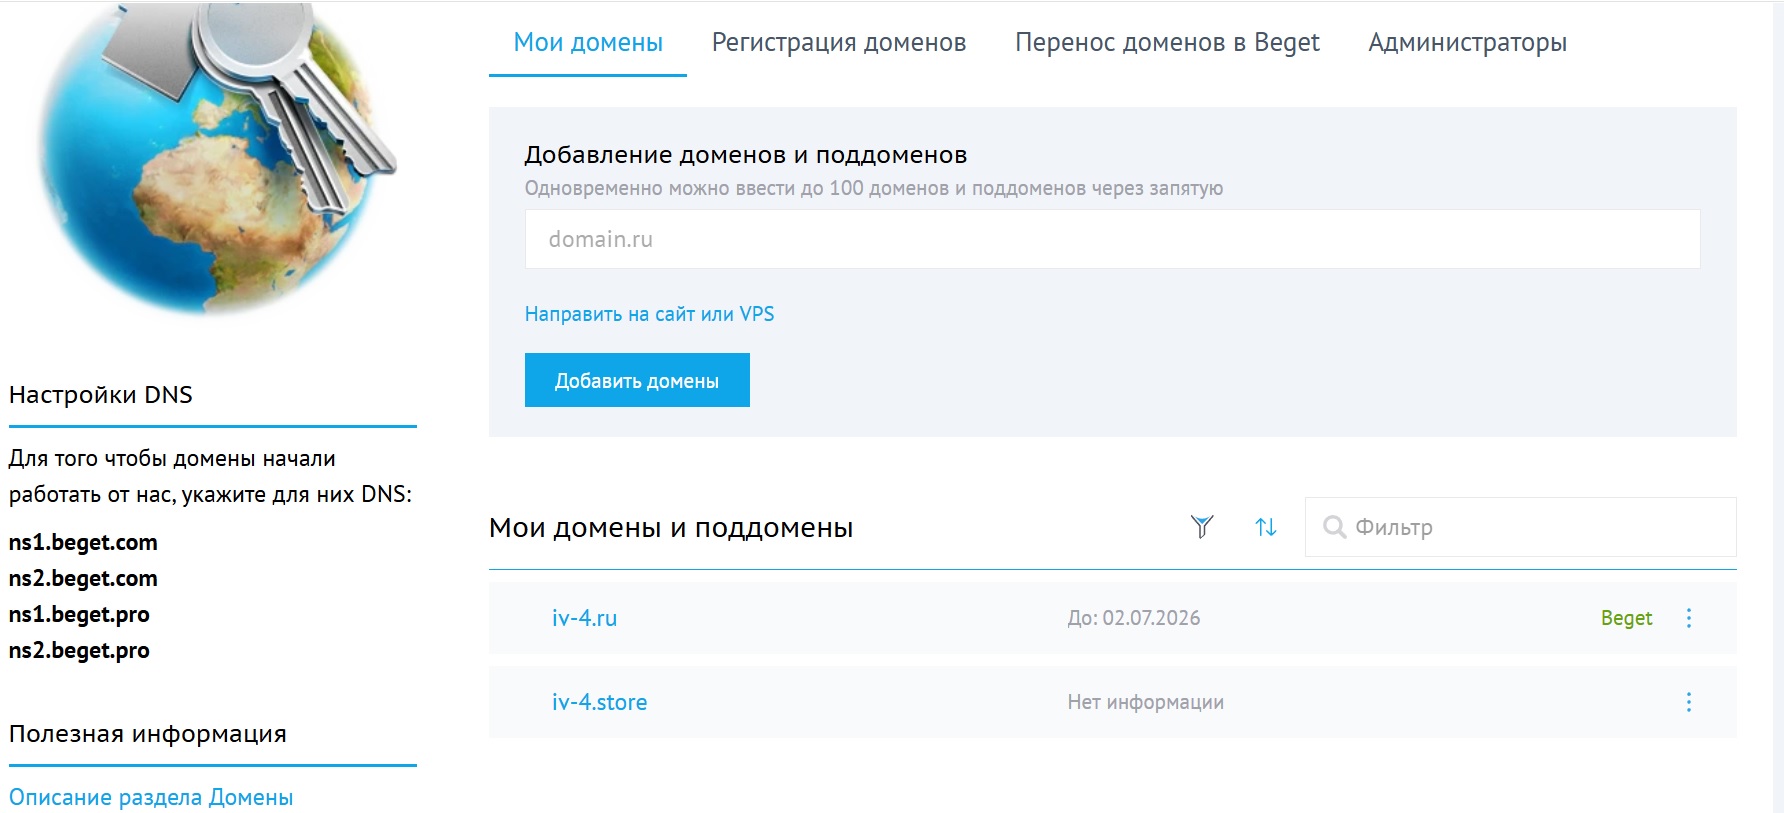 Мои домены
Регистрация доменов
Перенос доменов в Beget
Администраторы
Добавление доменов и поддоменов
Одновременно можно ввести до 100 доменов и поддоменов через запятую
domain.ru
Направить на сайт или VPS
Добавить домены
Настройки DNS
Для того чтобы домены начали
работать от нас, укажите для них DNS:
ns1.beget.com
ns2.beget.com
ns1.beget.pro
ns2.beget.pro
Полезная информация
Описание раздела Домены
Мои домены и поддомены
Фильтр
iv-4.ru
До: 02.07.2026
Beget
iv-4.store
Нет информации